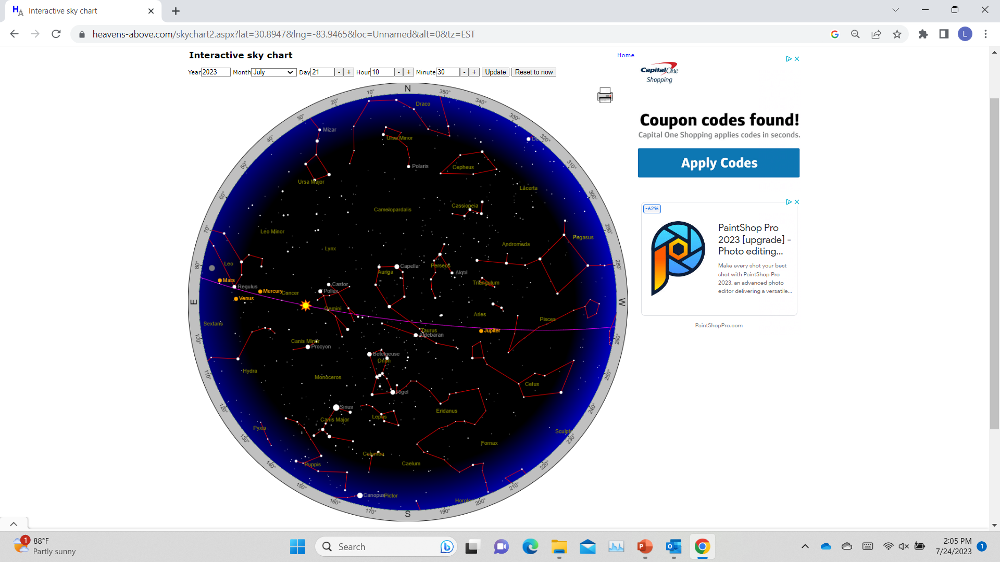 Interactive sky chart
heavens-above.com/skychart2.aspx?lat=30.8947&lng=-83.9465&loc=Unnamed&alt=0&tz=EST
L
Interactive sky chart
Home
Year 2023 Month July Day 21 - + Hour 10 - + Minute 30 - + Update Reset to now
N
10° 350°
20° 340°
30° 330°
40° 320°
50° 310°
60° 300°
70° 290°
80° 280°
E W
100° 260°
110° 250°
120° 240°
130° 230°
140° 220°
150° 210°
160° 200°
170° 190°
S
Draco
Mizar
Ursa Minor
Polaris
Cepheus
Ursa Major
Lacerta
Cassiopeia
Camelopardalis
Leo Minor
Pegasus
Andromeda
Lynx
Leo
Capella
Perseus
Auriga
Algol
Mars
Regulus
Castor
Triangulum
Mercury
Cancer
Pollux
Venus
Gemini
Aries
Pisces
Sextans
Taurus
Jupiter
Aldebaran
Canis Minor
Procyon
Betelgeuse
Orion
Hydra
Monoceros
Cetus
Rigel
Sirius
Eridanus
Canis Major
Lepus
Pyxis
Sculpt
Fornax
Columba
Puppis
Caelum
Canopus
Pictor
Horolog
CapitalOne
Shopping
Coupon codes found!
Capital One Shopping applies codes in seconds.
Apply Codes
-62%
PaintShop Pro
2023 [upgrade] -
Photo editing...
Make every shot your best
shot with PaintShop Pro
2023, an advanced photo
editor delivering a versatile...
PaintShopPro.com
1
88°F
Partly sunny
Search
2:05 PM
7/24/2023
1